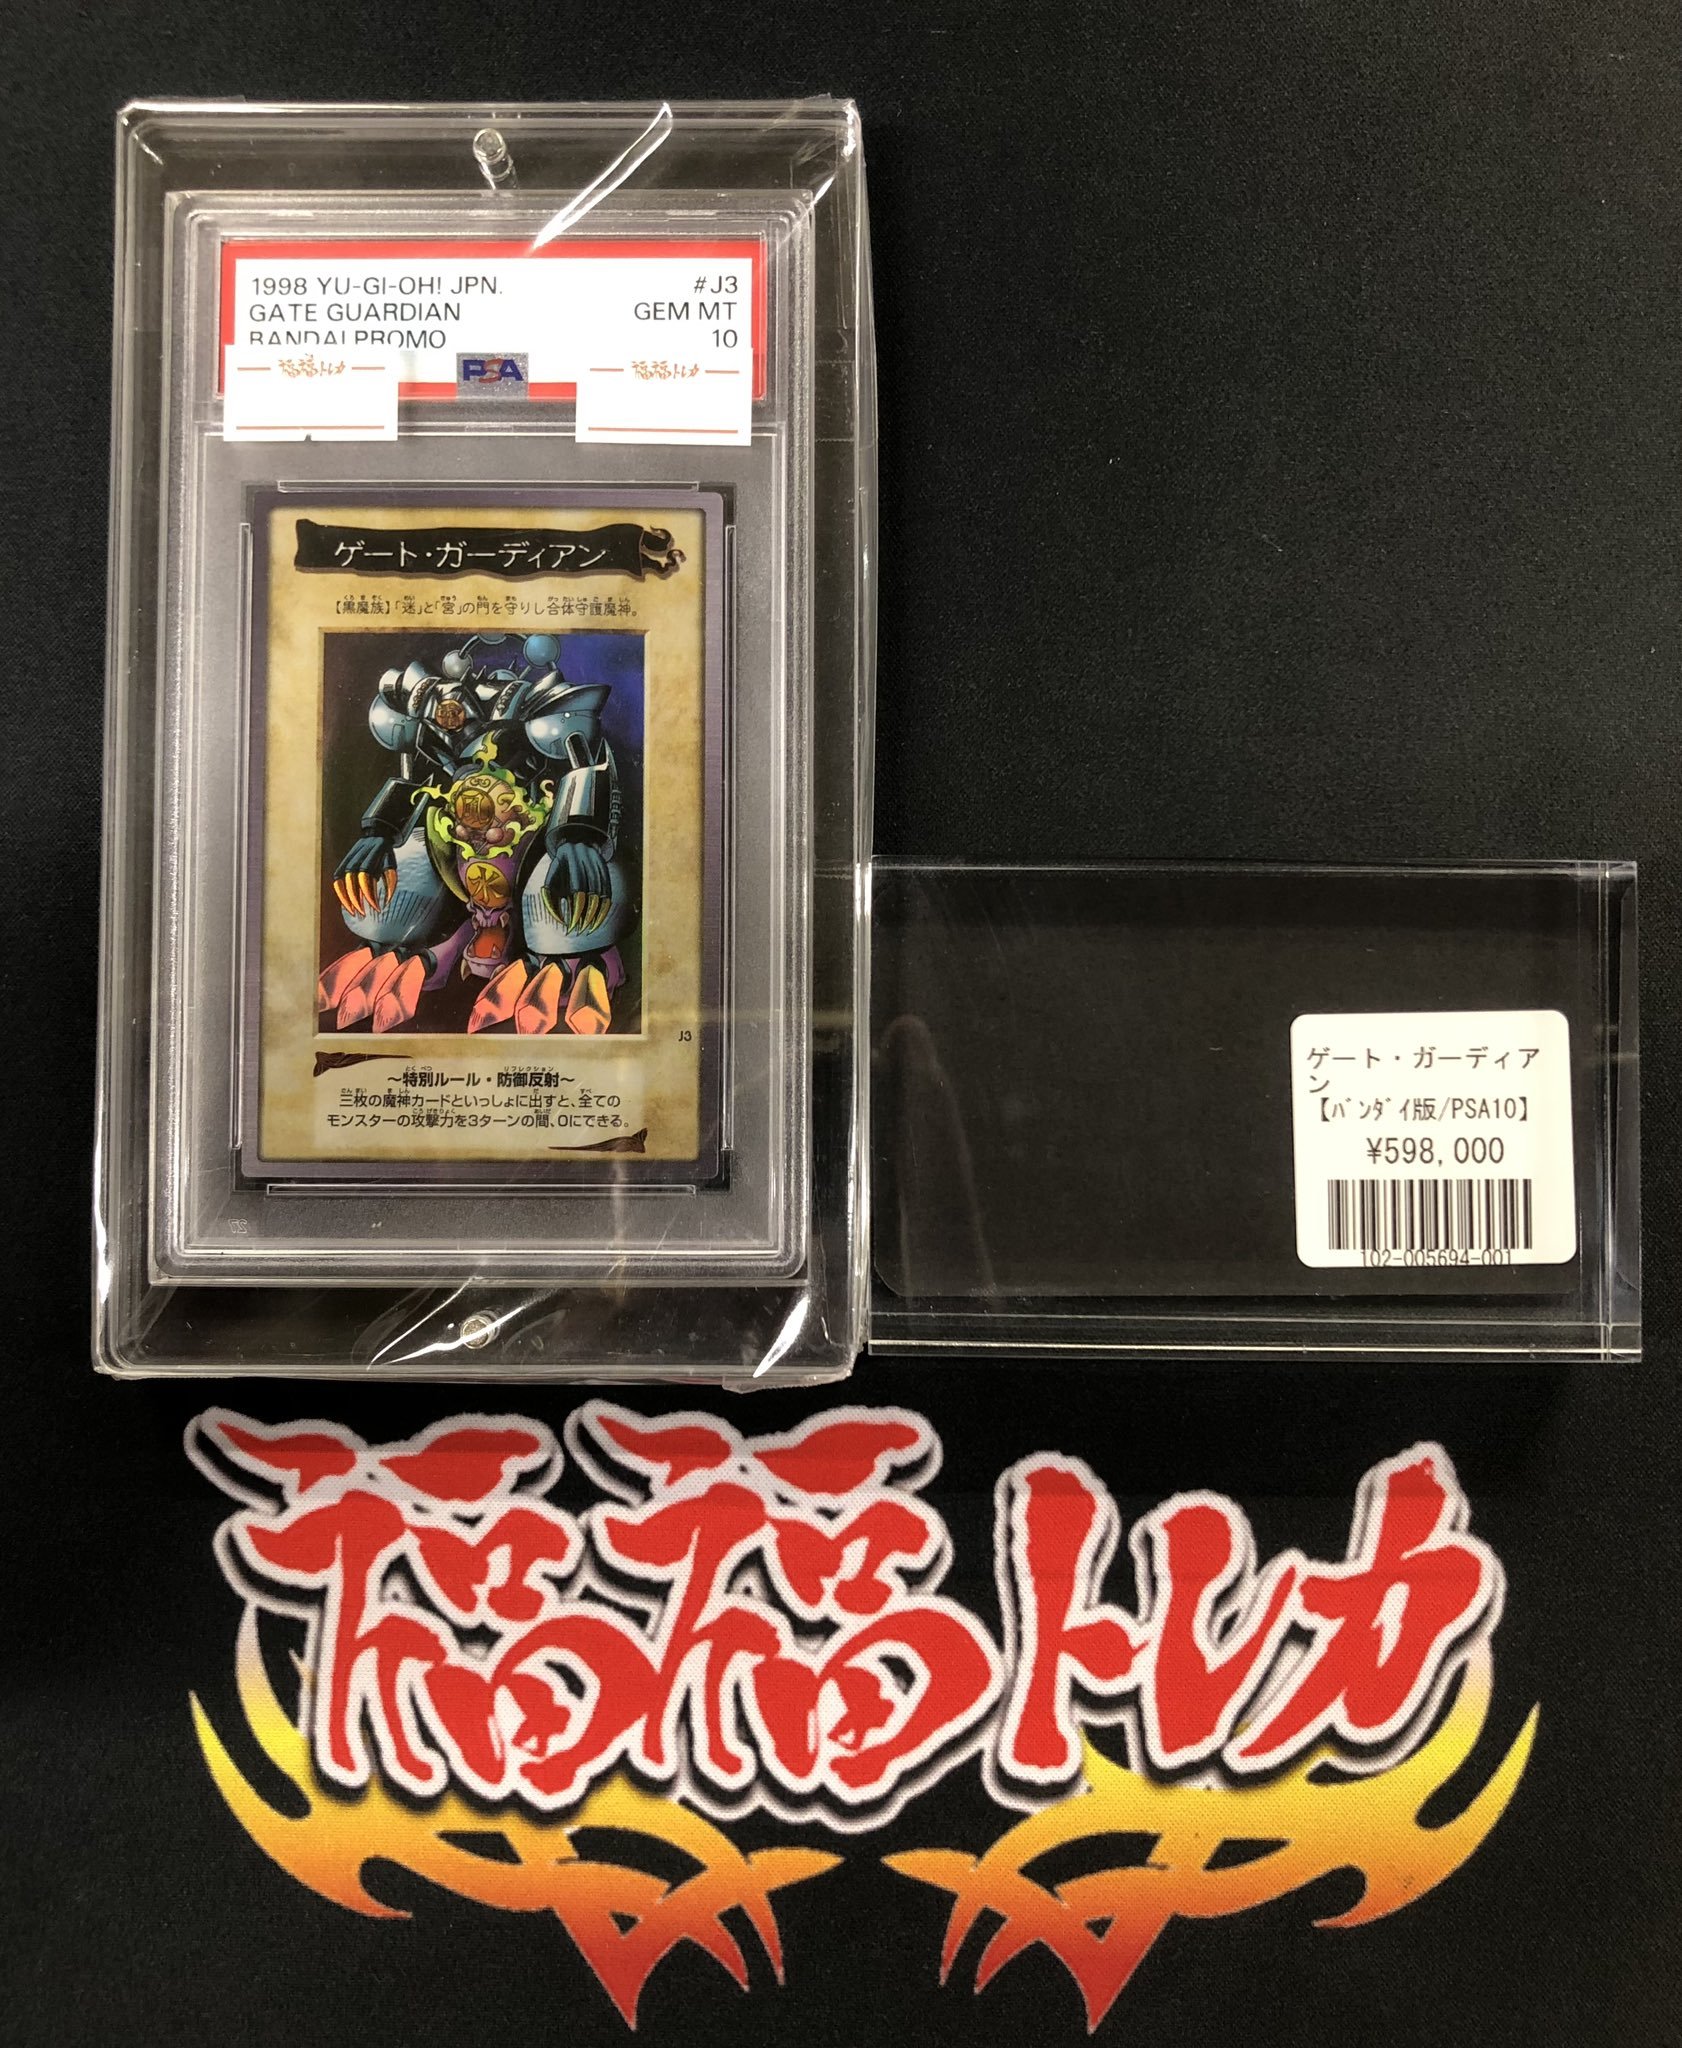 1998 YU-GI-OH! JPN. #J3
GATE GUARDIAN GEM MT
BANDAI PROMO 10
福福トレカ PSA 福福トレカ
ゲート・ガーディアン
【黒魔族】「迷」と「宮」の門を守りし合体守護魔神。
風
水
J3
～特別ルール・防御反射～
三枚の魔神カードといっしょに出すと、全ての
モンスターの攻撃力を3ターンの間、0にできる。
ゲート・ガーディア
ン
【ﾊﾞﾝﾀﾞｲ版/PSA10】
¥598,000
102-005694-001
福福トレカ